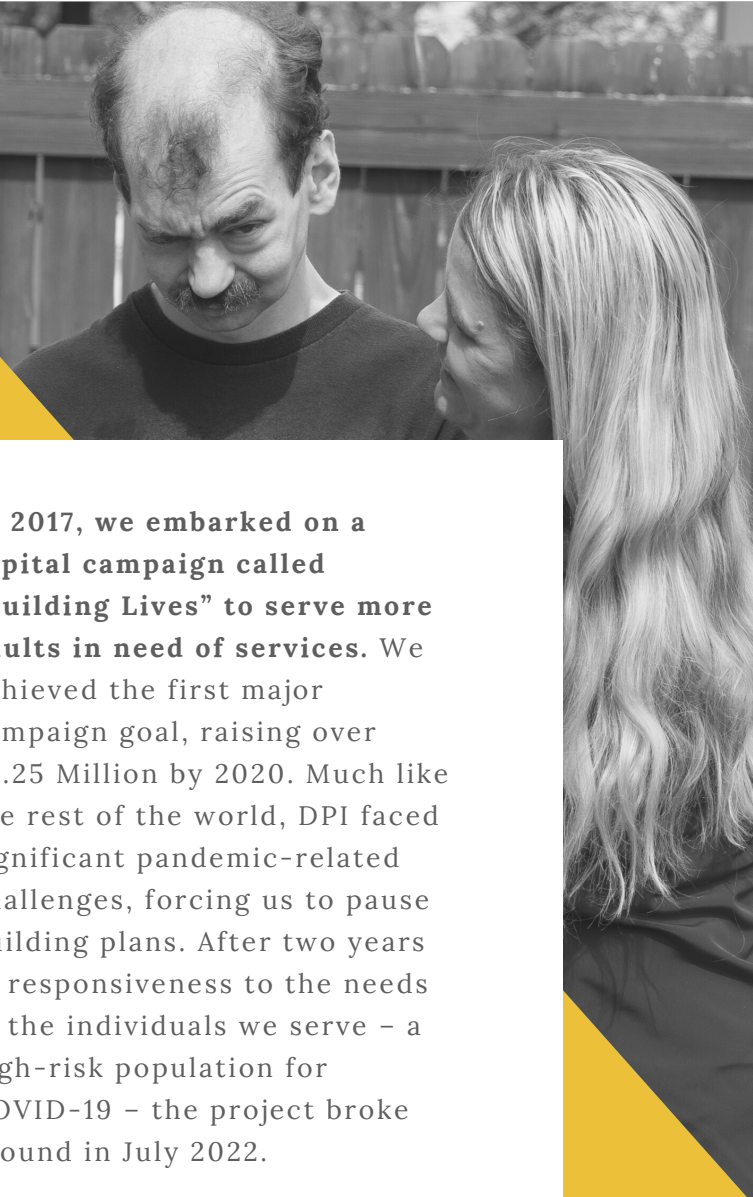 2017, we embarked on a
pital campaign called
uilding Lives” to serve more
ults in need of services. We
hieved the first major
mpaign goal, raising over
.25 Million by 2020. Much like
e rest of the world, DPI faced
gnificant pandemic-related
allenges, forcing us to pause
ilding plans. After two years
responsiveness to the needs
the individuals we serve – a
gh-risk population for
OVID-19 – the project broke
ound in July 2022.